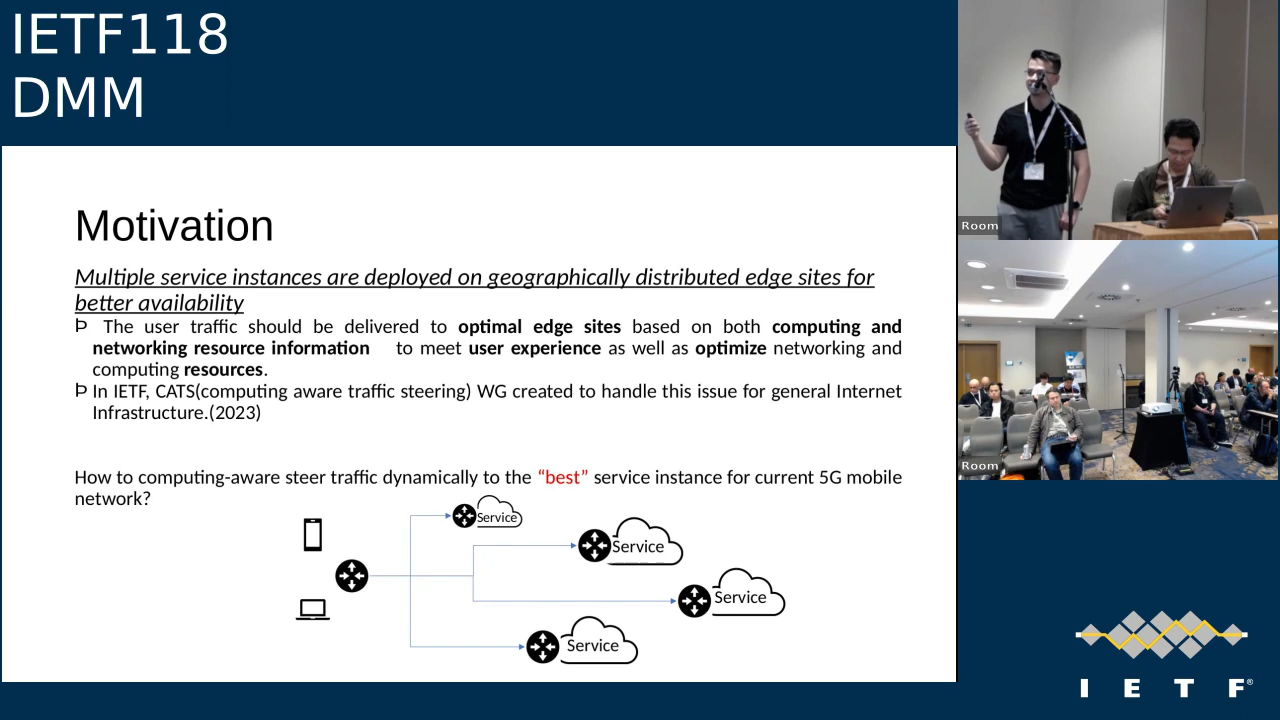 IETF118
DMM
Motivation
Multiple service instances are deployed on geographically distributed edge sites for
better availability
The user traffic should be delivered to optimal edge sites based on both computing and
networking resource information to meet user experience as well as optimize networking and
computing resources.
In IETF, CATS(computing aware traffic steering) WG created to handle this issue for general Internet
Infrastructure.(2023)
How to computing-aware steer traffic dynamically to the “best” service instance for current 5G mobile
network?
Service
Service
Service
Service
Room
Room
I E T F®